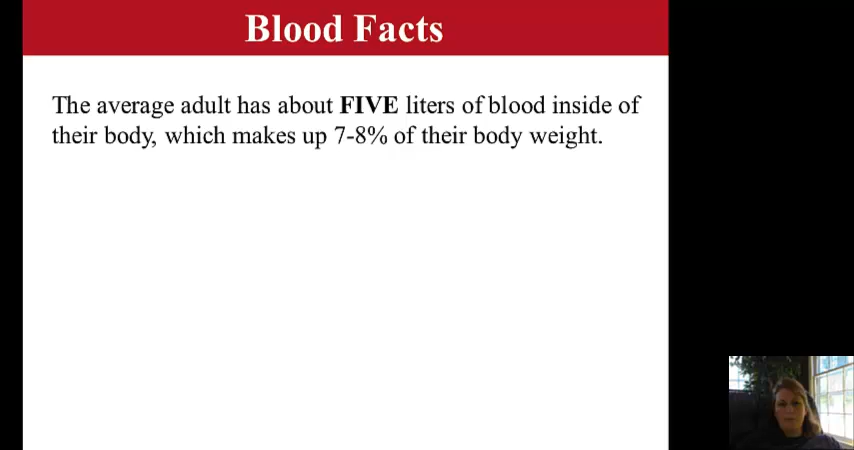 Blood Facts
The average adult has about FIVE liters of blood inside of
their body, which makes up 7-8% of their body weight.